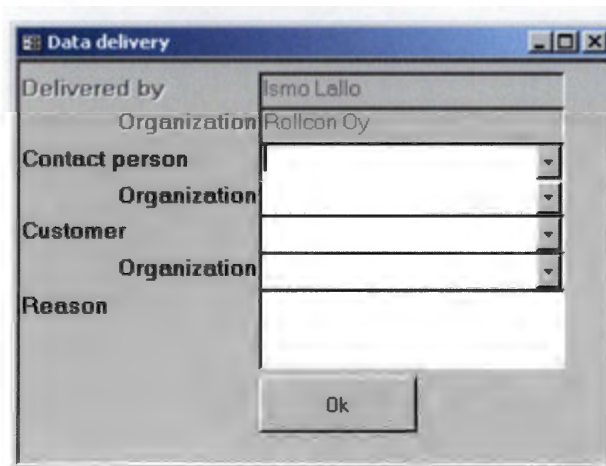 Data delivery
Delivered by Ismo Lallo
Organization Rollcon Oy
Contact person
Organization
Customer
Organization
Reason
Ok